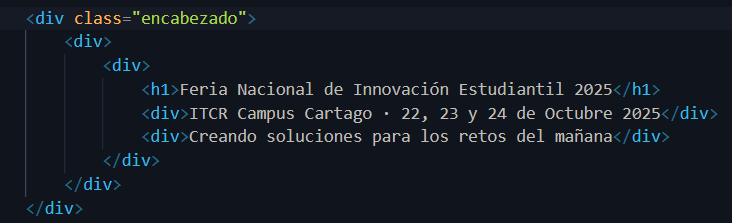 <div class="encabezado">
<div>
<div>
<h1>Feria Nacional de Innovación Estudiantil 2025</h1>
<div>ITCR Campus Cartago · 22, 23 y 24 de Octubre 2025</div>
<div>Creando soluciones para los retos del mañana</div>
</div>
</div>
</div>